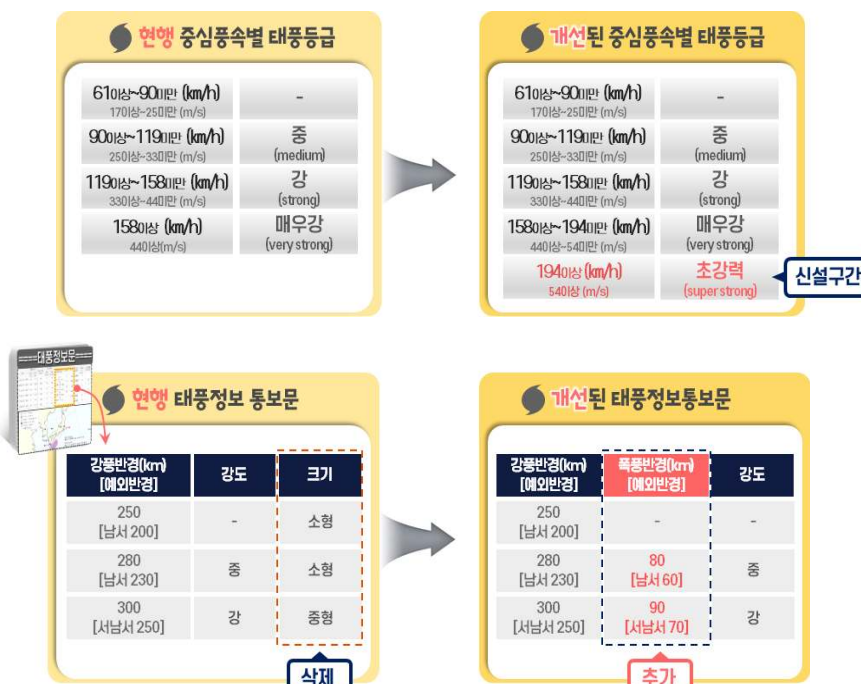 현행 중심풍속별 태풍등급
61이상~90미만 (km/h)
17이상~25미만 (m/s)
-
90이상~119미만 (km/h)
25이상~33미만 (m/s)
중
(medium)
119이상~158미만 (km/h)
33이상~44미만 (m/s)
강
(strong)
158이상 (km/h)
44이상(m/s)
매우강
(very strong)
개선된 중심풍속별 태풍등급
61이상~90미만 (km/h)
17이상~25미만 (m/s)
-
90이상~119미만 (km/h)
25이상~33미만 (m/s)
중
(medium)
119이상~158미만 (km/h)
33이상~44미만 (m/s)
강
(strong)
158이상~194미만 (km/h)
44이상~54미만 (m/s)
매우강
(very strong)
194이상 (km/h)
54이상 (m/s)
초강력
(super strong)
신설구간
====태풍정보문====
현행 태풍정보 통보문
강풍반경(km)
[예외반경]
강도
크기
250
[남서 200]
-
소형
280
[남서 230]
중
소형
300
[서남서 250]
강
중형
삭제
개선된 태풍정보통보문
강풍반경(km)
[예외반경]
폭풍반경(km)
[예외반경]
강도
250
[남서 200]
-
-
280
[남서 230]
80
[남서 60]
중
300
[서남서 250]
90
[서남서 70]
강
추가